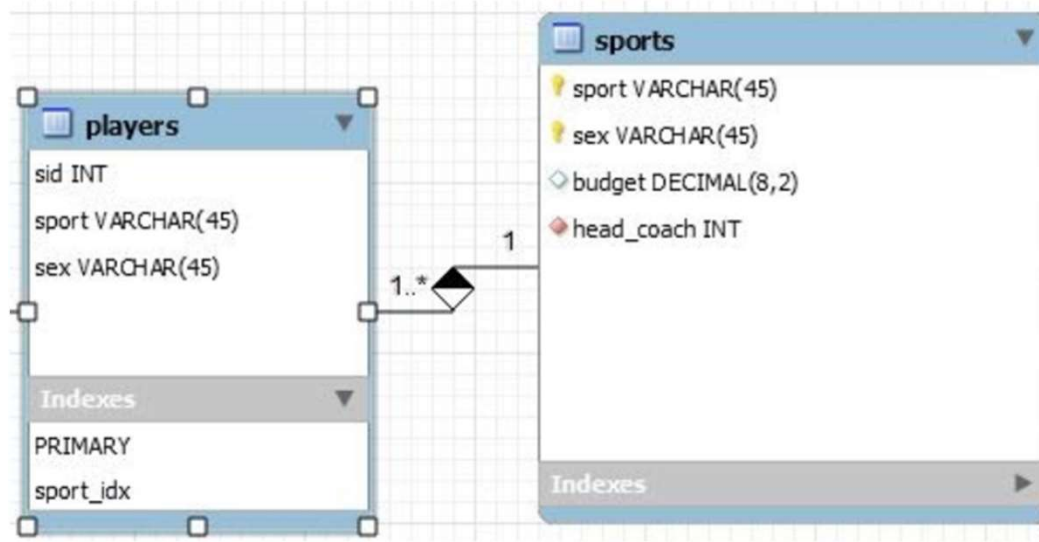 players
sid INT
sport VARCHAR(45)
sex VARCHAR(45)
Indexes
PRIMARY
sport_idx
1..*
1
sports
sport VARCHAR(45)
sex VARCHAR(45)
budget DECIMAL(8,2)
head_coach INT
Indexes